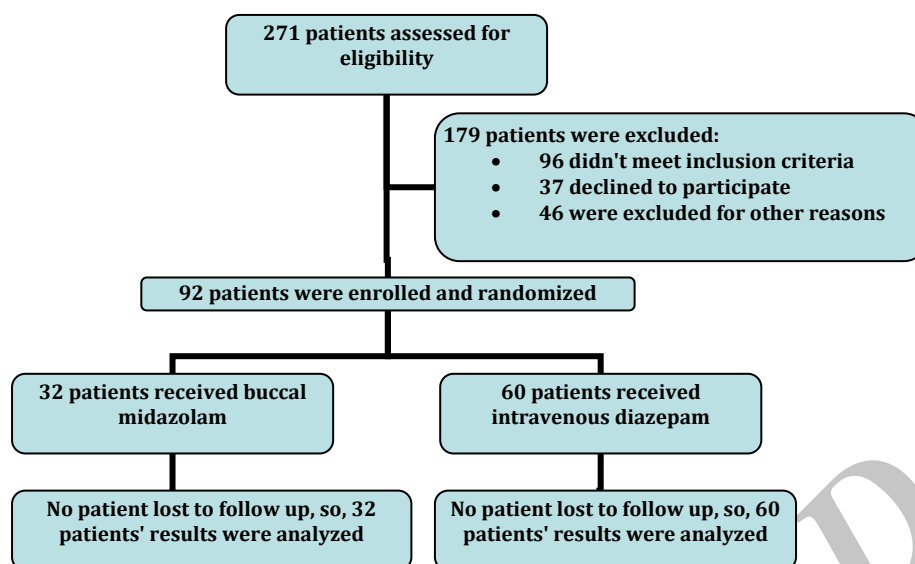 271 patients assessed for
eligibility
179 patients were excluded:
• 96 didn't meet inclusion criteria
• 37 declined to participate
• 46 were excluded for other reasons
92 patients were enrolled and randomized
32 patients received buccal
midazolam
60 patients received
intravenous diazepam
No patient lost to follow up, so, 32
patients' results were analyzed
No patient lost to follow up, so, 60
patients' results were analyzed
D